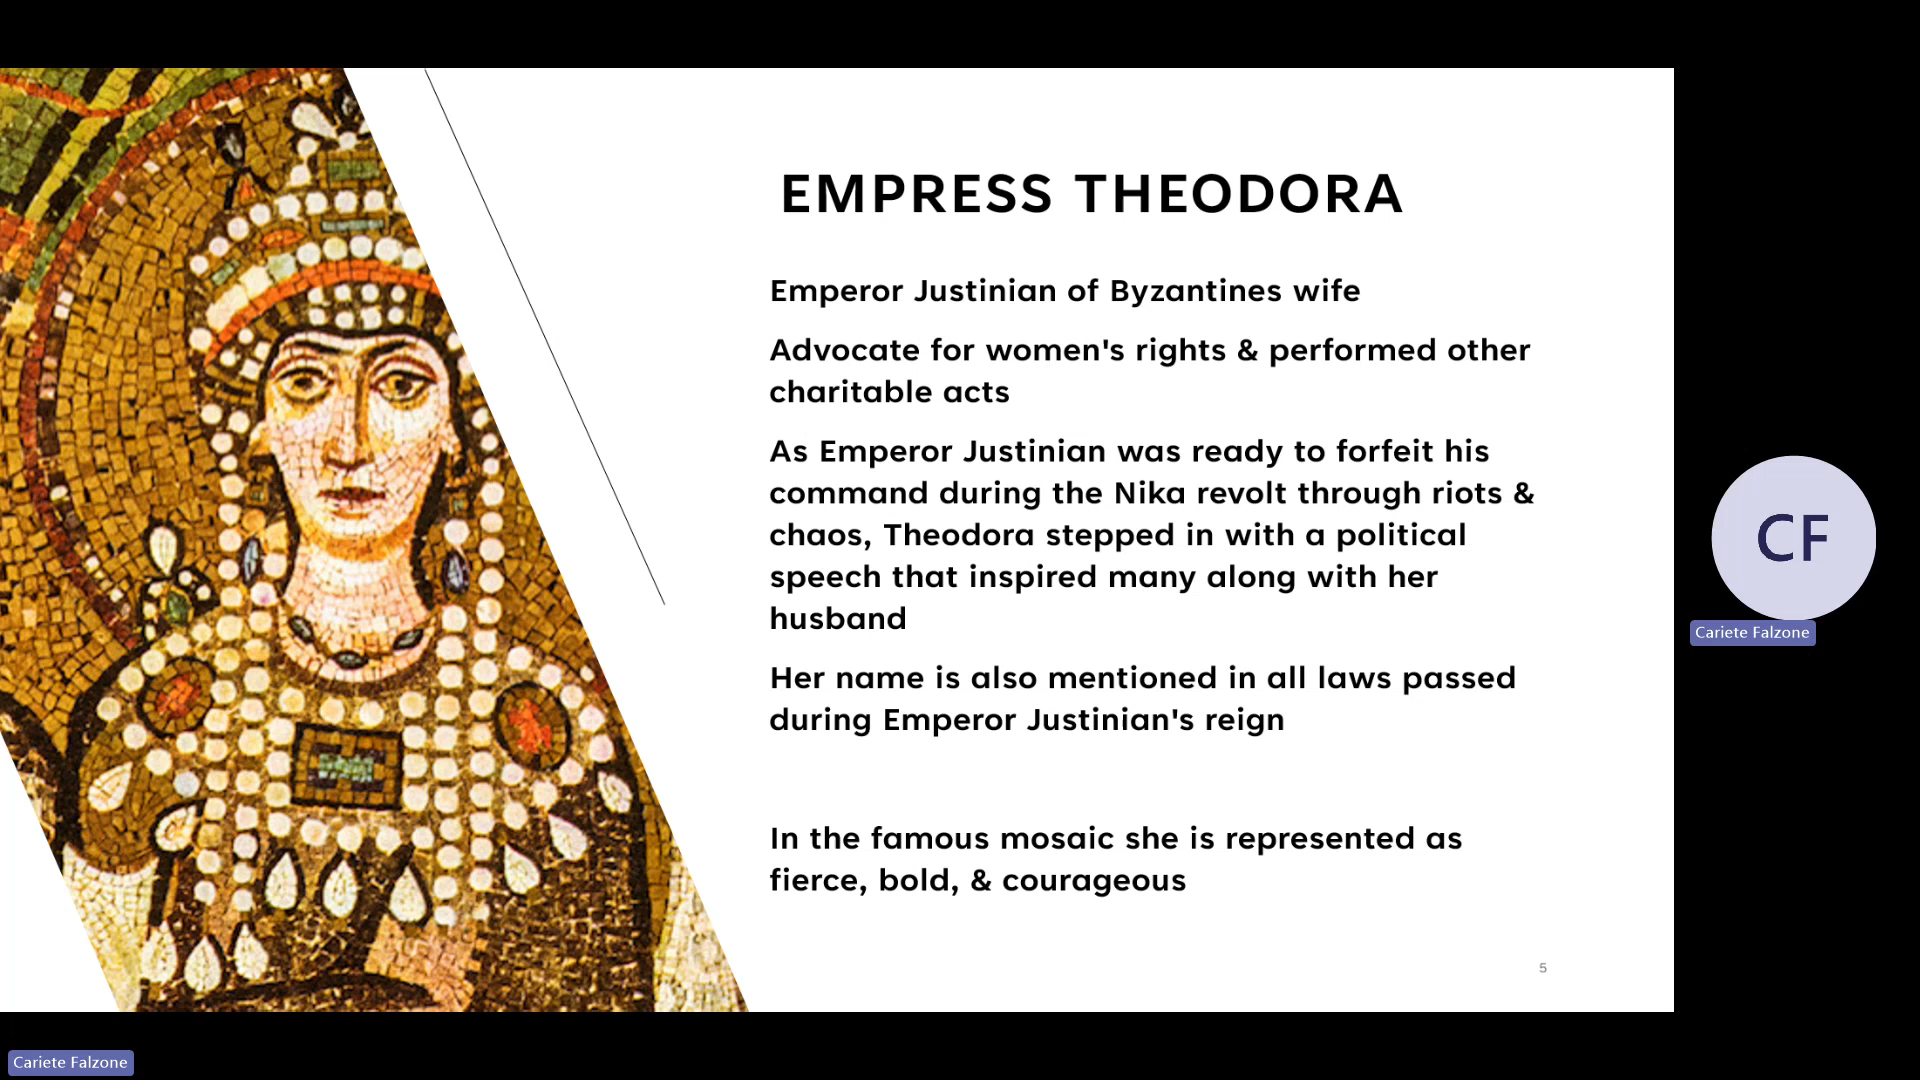 EMPRESS THEODORA
Emperor Justinian of Byzantines wife
Advocate for women's rights & performed other
charitable acts
As Emperor Justinian was ready to forfeit his
command during the Nika revolt through riots &
chaos, Theodora stepped in with a political
speech that inspired many along with her
husband
Her name is also mentioned in all laws passed
during Emperor Justinian's reign
In the famous mosaic she is represented as
fierce, bold, & courageous
5
CF
Cariete Falzone
Cariete Falzone